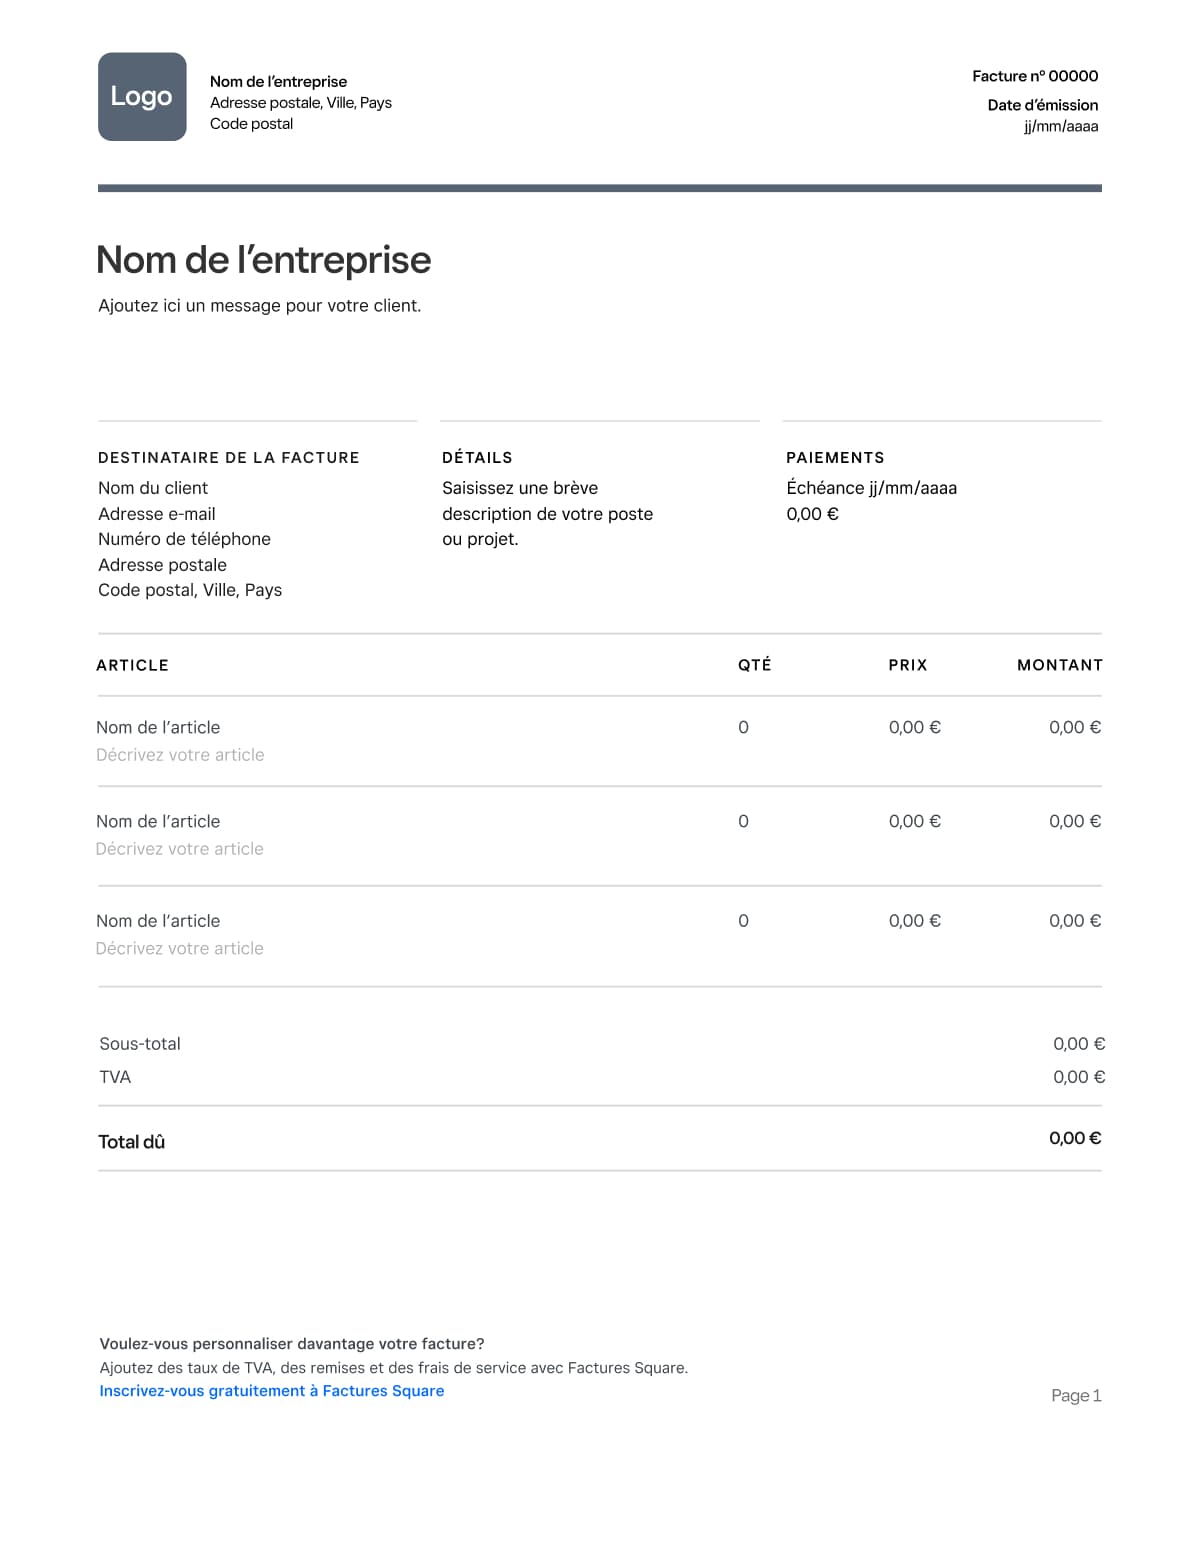 Logo
Nom de l’entreprise
Adresse postale, Ville, Pays
Code postal
Facture nº 00000
Date d’émission
jj/mm/aaaa
Nom de l’entreprise
Ajoutez ici un message pour votre client.
DESTINATAIRE DE LA FACTURE
Nom du client
Adresse e-mail
Numéro de téléphone
Adresse postale
Code postal, Ville, Pays
DÉTAILS
Saisissez une brève
description de votre poste
ou projet.
PAIEMENTS
Échéance jj/mm/aaaa
0,00 €
ARTICLE QTÉ PRIX MONTANT
Nom de l’article 0 0,00 € 0,00 €
Décrivez votre article
Nom de l’article 0 0,00 € 0,00 €
Décrivez votre article
Nom de l’article 0 0,00 € 0,00 €
Décrivez votre article
Sous-total 0,00 €
TVA 0,00 €
Total dû 0,00 €
Voulez-vous personnaliser davantage votre facture?
Ajoutez des taux de TVA, des remises et des frais de service avec Factures Square.
Inscrivez-vous gratuitement à Factures Square
Page 1